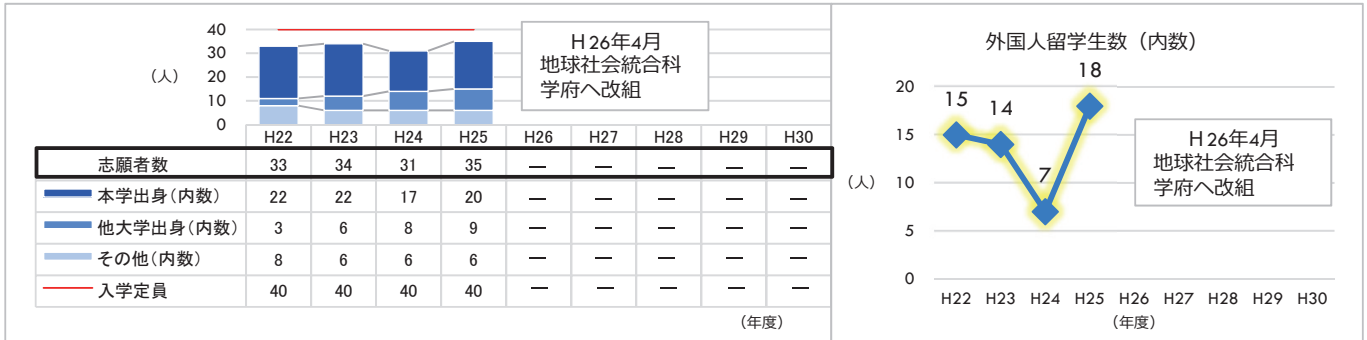 40
30
20
10
0
（人）
H26年4月
地球社会統合科
学府へ改組
H22 H23 H24 H25 H26 H27 H28 H29 H30
志願者数 33 34 31 35 — — — — —
本学出身(内数) 22 22 17 20 — — — — —
他大学出身(内数) 3 6 8 9 — — — — —
その他(内数) 8 6 6 6 — — — — —
入学定員 40 40 40 40 — — — — —
（年度）
外国人留学生数（内数）
20
15
10
5
0
（人）
15 14 7 18
H26年4月
地球社会統合科
学府へ改組
H22 H23 H24 H25 H26 H27 H28 H29 H30
（年度）